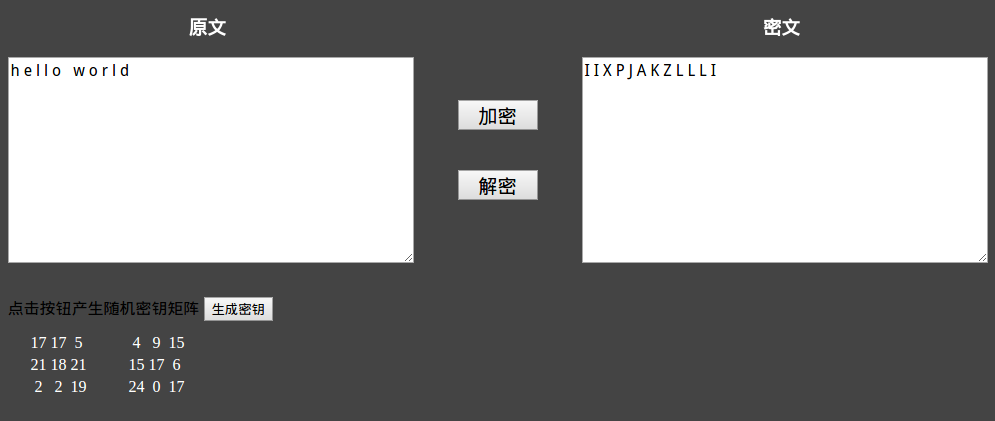 原文 密文
hello world IIXPJAKZLLLI
加密
解密
点击按钮产生随机密钥矩阵 生成密钥
17 17 5 4 9 15
21 18 21 15 17 6
2 2 19 24 0 17